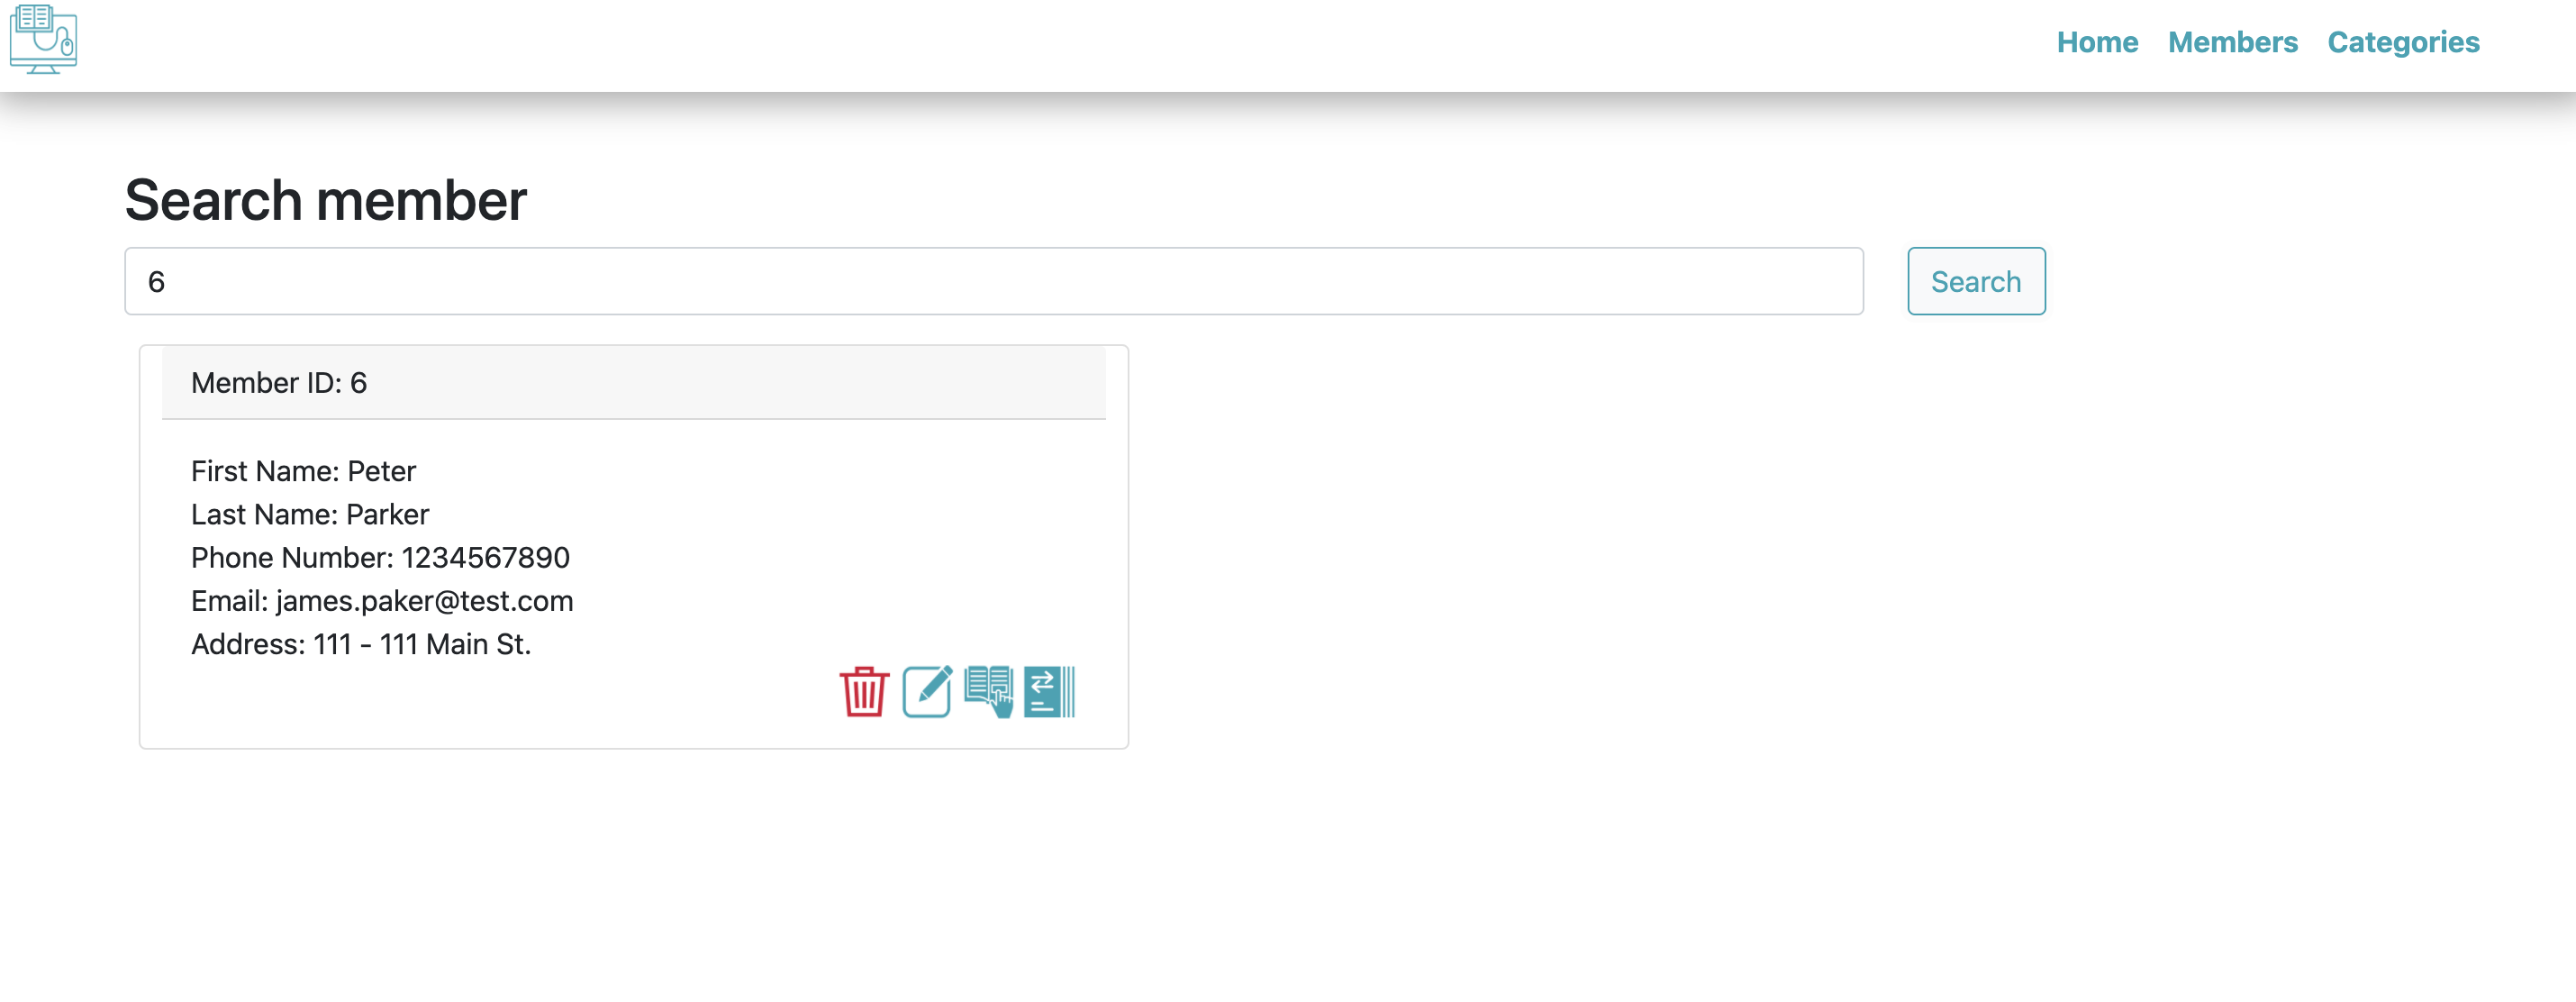 Home Members Categories
Search member
6
Search
Member ID: 6
First Name: Peter
Last Name: Parker
Phone Number: 1234567890
Email: james.paker@test.com
Address: 111 - 111 Main St.